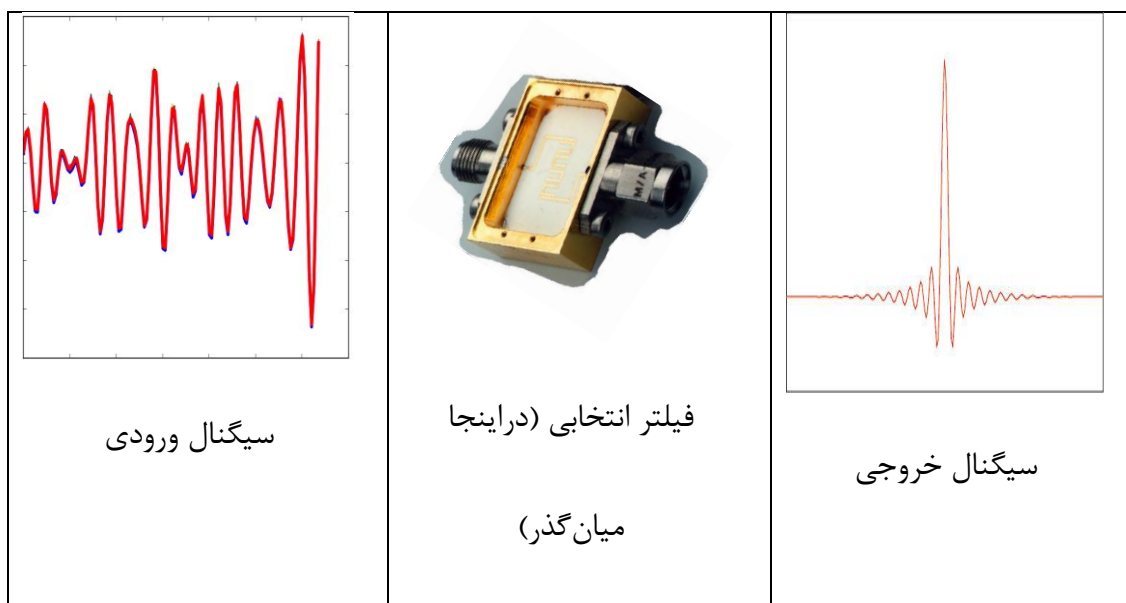 سیگنال ورودی
فیلتر انتخابی (دراینجا
میان‌گذر)
سیگنال خروجی
M/A